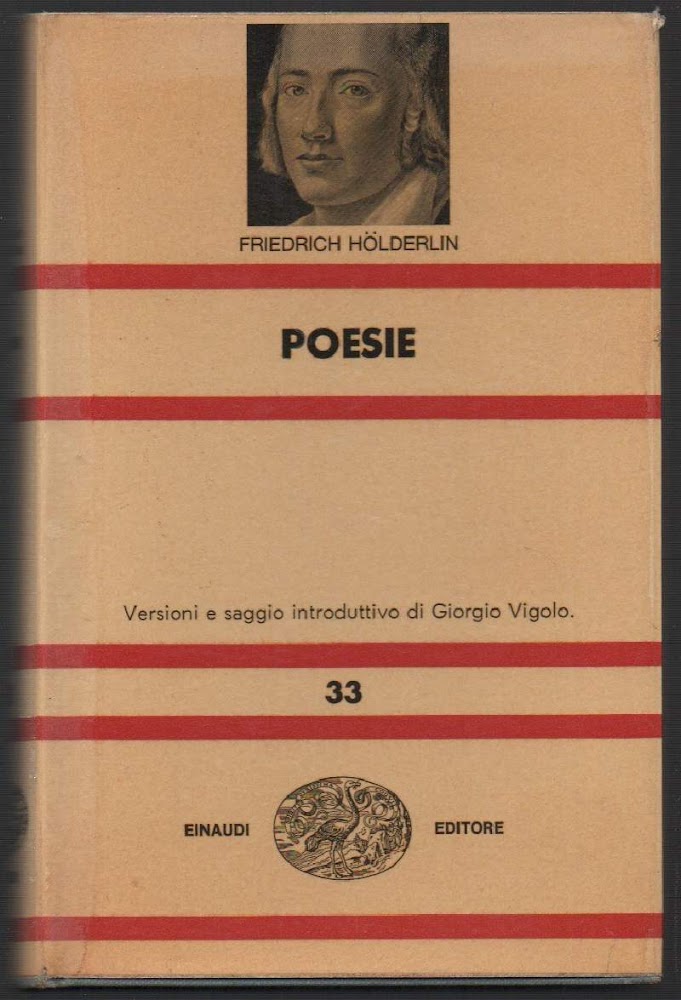 FRIEDRICH HÖLDERLIN
POESIE
Versioni e saggio introduttivo di Giorgio Vigolo.
33
EINAUDI EDITORE